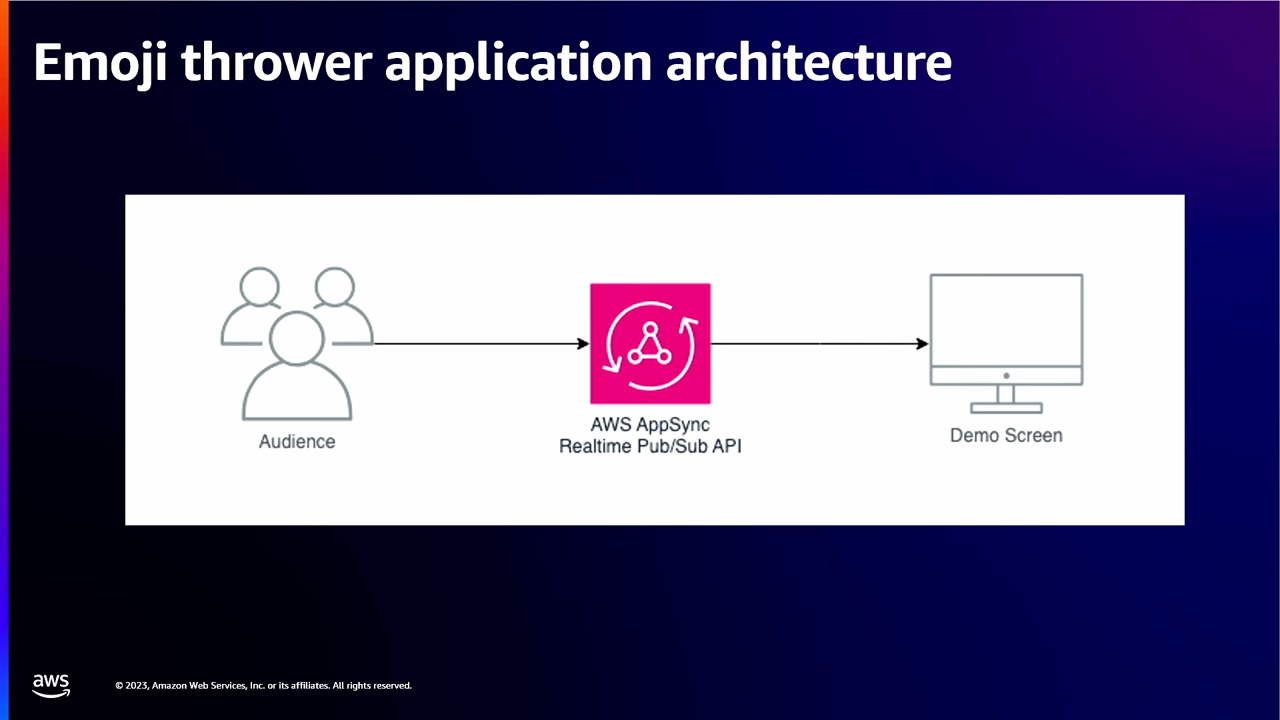 Emoji thrower application architecture
Audience
AWS AppSync
Realtime Pub/Sub API
Demo Screen
aws
© 2023, Amazon Web Services, Inc. or its affiliates. All rights reserved.